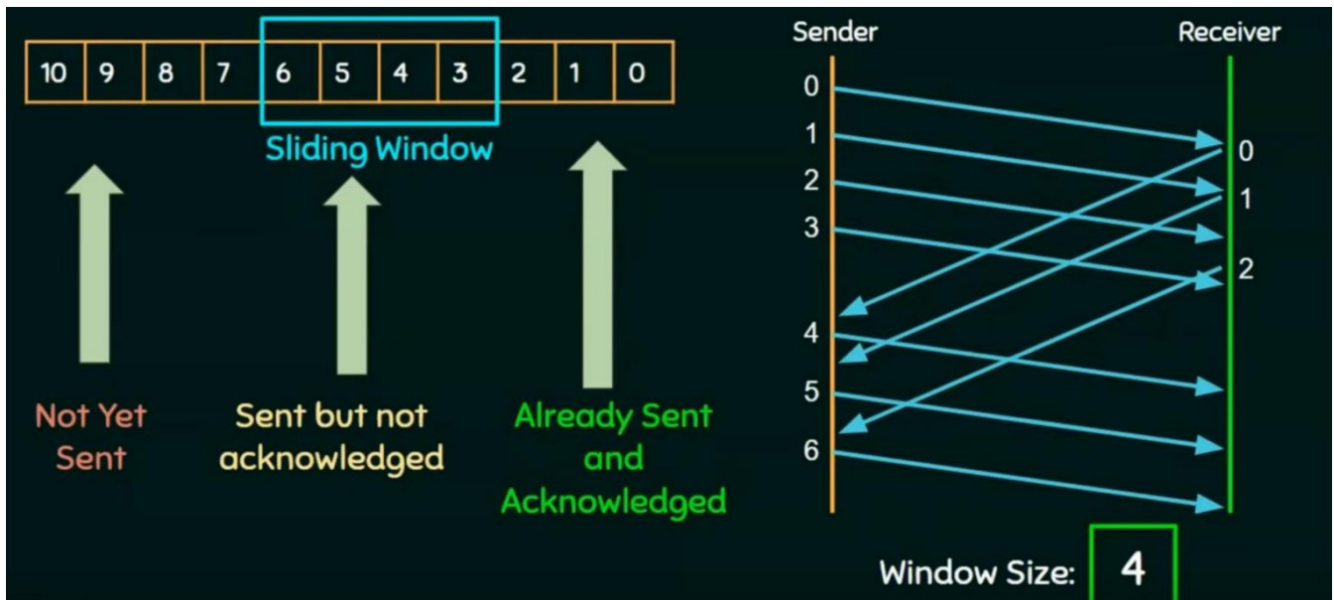 10 9 8 7 6 5 4 3 2 1 0
Sliding Window
Not Yet
Sent
Sent but not
acknowledged
Already Sent
and
Acknowledged
Sender
Receiver
0
1
2
3
4
5
6
0
1
2
Window Size: 4